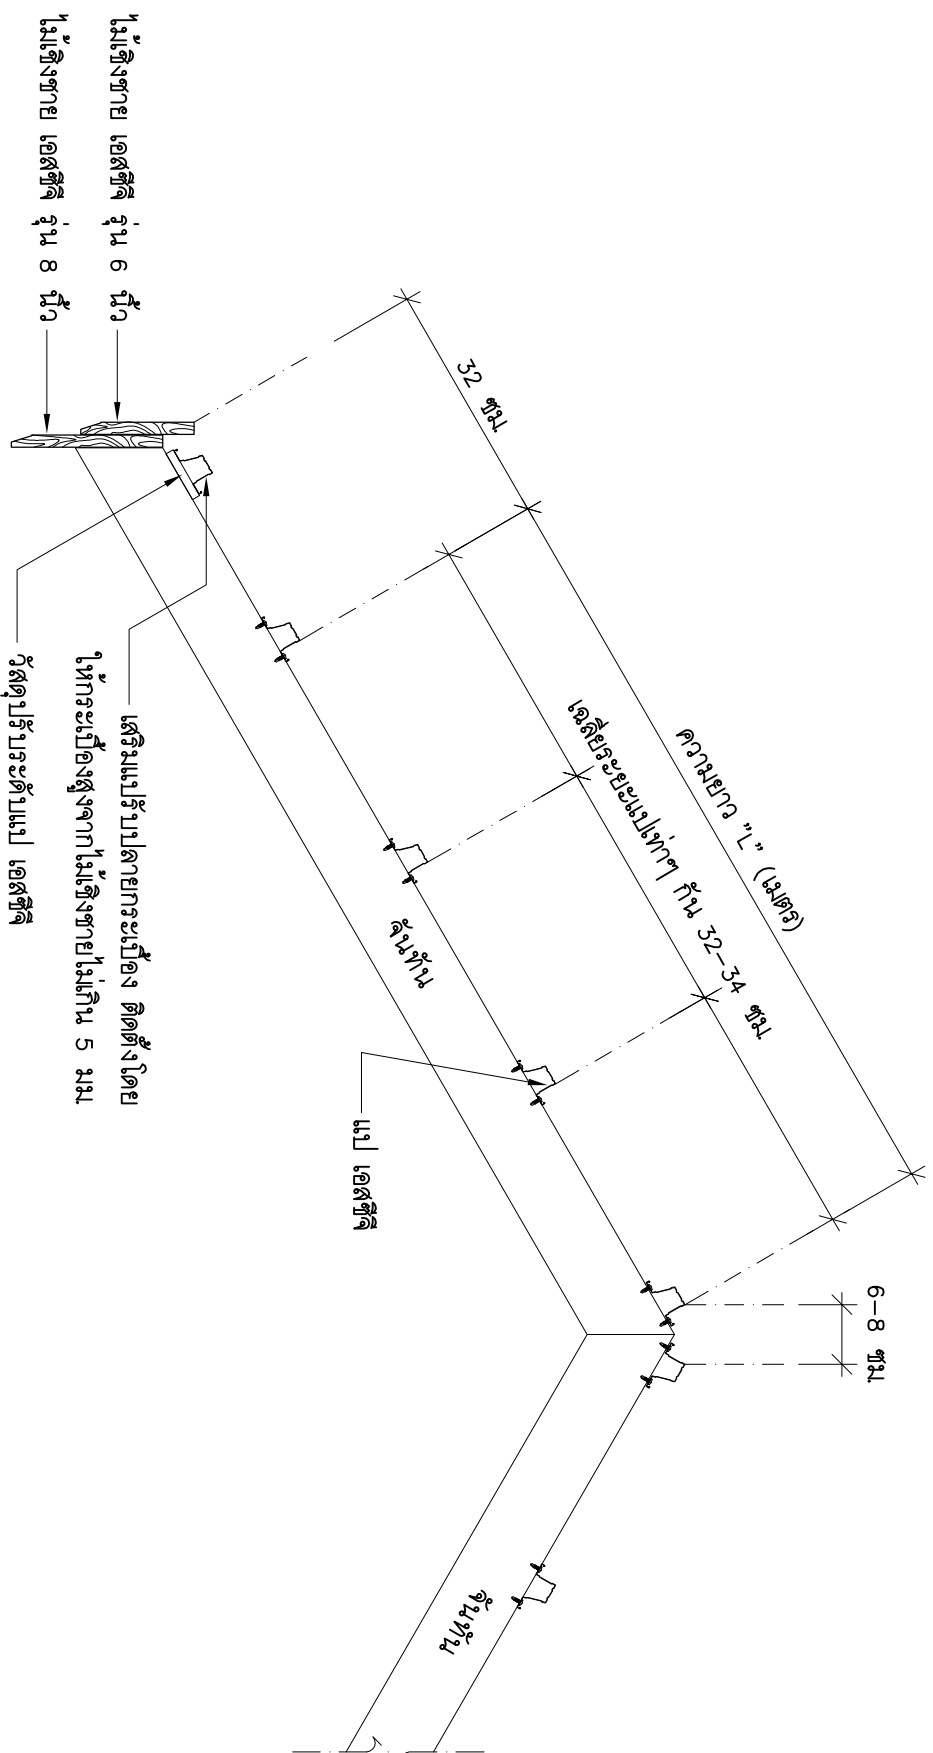 6-8 ซม.
ความยาว "L" (เมตร)
32 ซม.
เฉลี่ยระยะแปเท่าๆ กัน 32-34 ซม.
จันทัน
จันทัน
แป เอสซีจี
ไม้เชิงชาย เอสซีจี รุ่น 6 นิ้ว
ไม้เชิงชาย เอสซีจี รุ่น 8 นิ้ว
เสริมแปรับปลายกระเบื้อง ติดตั้งโดย
ให้กระเบื้องสูงจากไม้เชิงชายไม่เกิน 5 มม.
วัสดุปรับระดับแป เอสซีจี